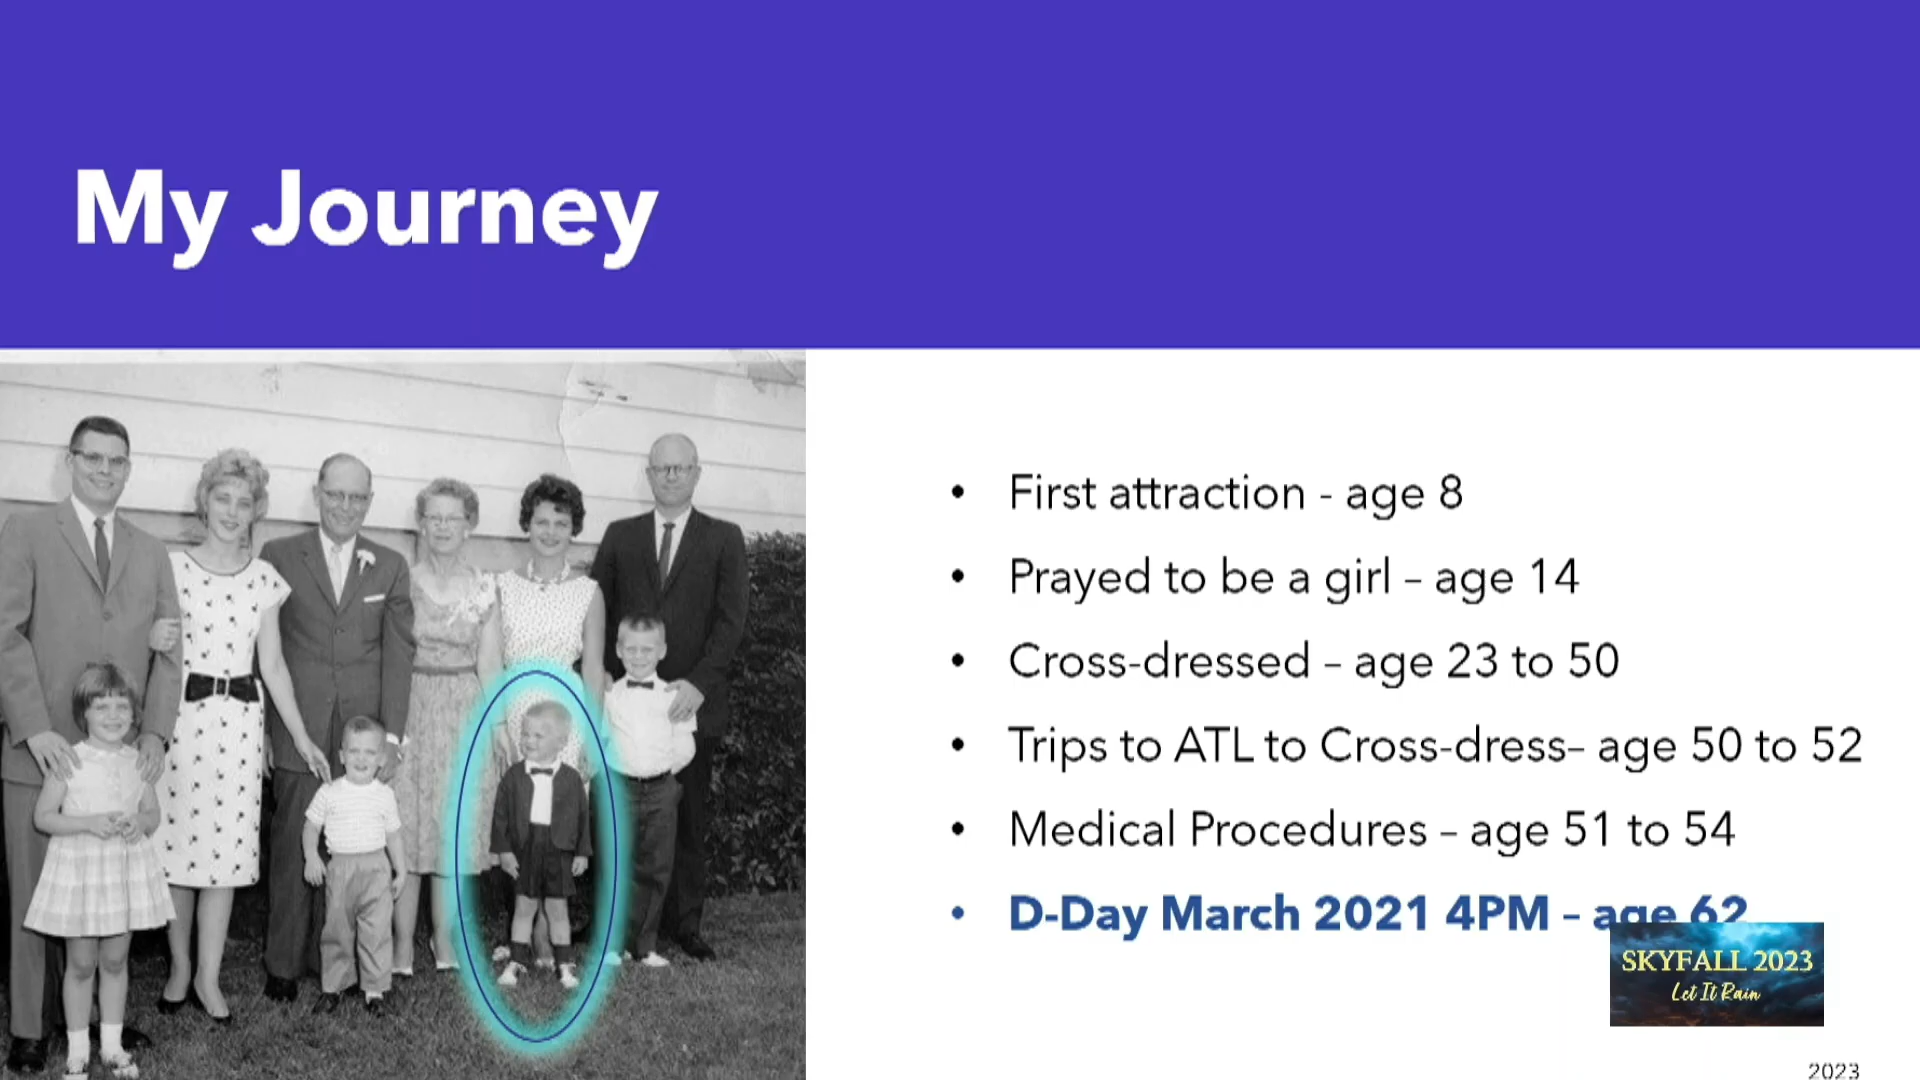 My Journey
• First attraction - age 8
• Prayed to be a girl – age 14
• Cross-dressed – age 23 to 50
• Trips to ATL to Cross-dress– age 50 to 52
• Medical Procedures – age 51 to 54
• D-Day March 2021 4PM – age 62
SKYFALL 2023
Let It Rain
2023